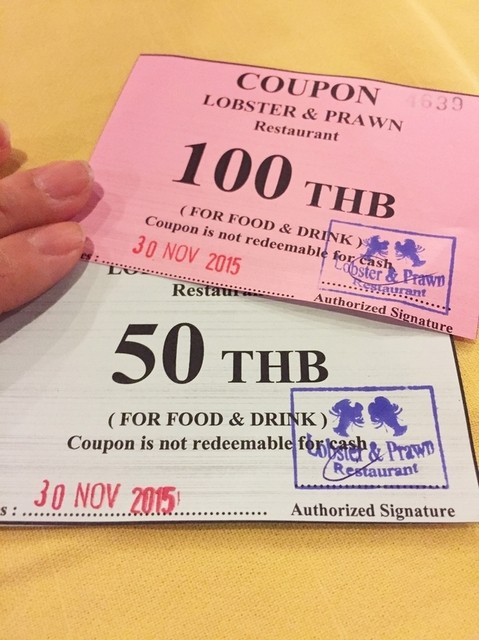 COUPON
4639
LOBSTER & PRAWN
Restaurant
100 THB
( FOR FOOD & DRINK )
Coupon is not redeemable for cash
30 NOV 2015
Lobster & Prawn
Restaurant
Authorized Signature
Restaura
50 THB
( FOR FOOD & DRINK )
Coupon is not redeemable for cash
Lobster & Prawn
Restaurant
s : 30 NOV 2015
Authorized Signature